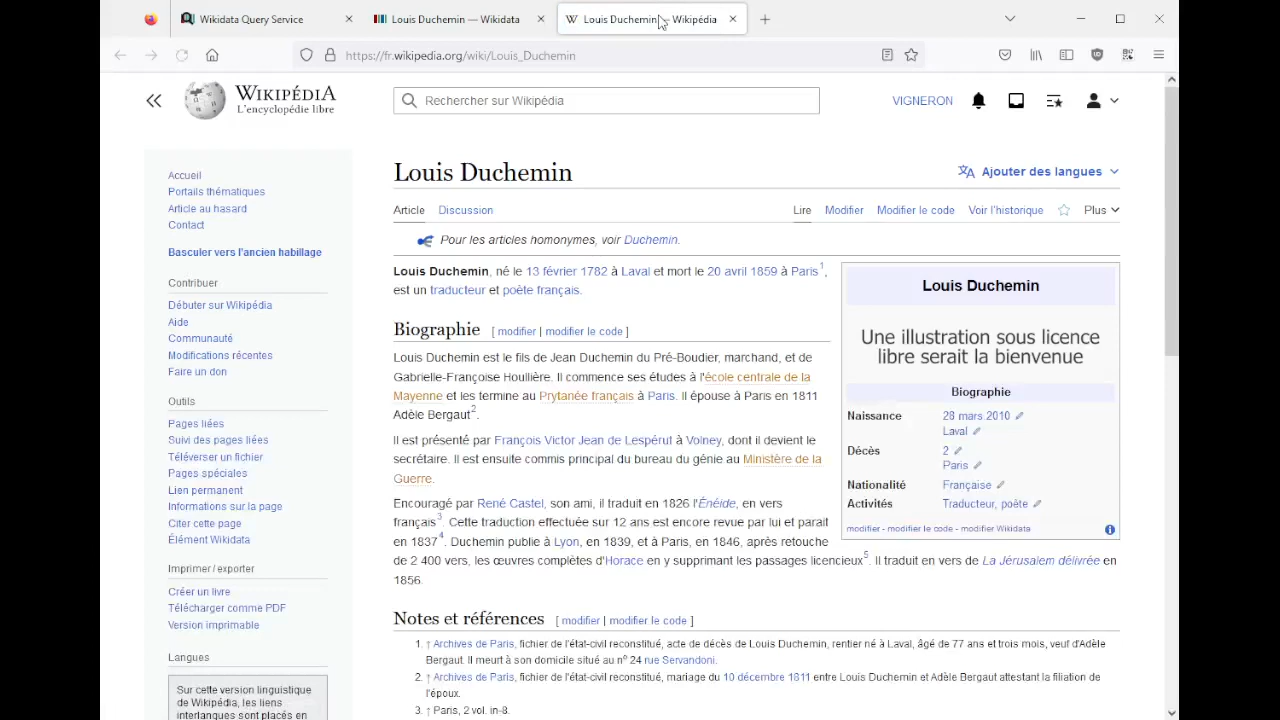 Wikidata Query Service
Louis Duchemin — Wikidata
Louis Duchemin — Wikipédia
https://fr.wikipedia.org/wiki/Louis_Duchemin
WIKIPÉDIA
L'encyclopédie libre
Rechercher sur Wikipédia
VIGNERON
Accueil
Portails thématiques
Article au hasard
Contact
Basculer vers l'ancien habillage
Contribuer
Débuter sur Wikipédia
Aide
Communauté
Modifications récentes
Faire un don
Outils
Pages liées
Suivi des pages liées
Téléverser un fichier
Pages spéciales
Lien permanent
Informations sur la page
Citer cette page
Élément Wikidata
Imprimer / exporter
Créer un livre
Télécharger comme PDF
Version imprimable
Langues
Sur cette version linguistique
de Wikipédia, les liens
interlangues sont placés en
Louis Duchemin
Ajouter des langues
Article Discussion
Lire Modifier Modifier le code Voir l'historique Plus
Pour les articles homonymes, voir Duchemin.
Louis Duchemin, né le 13 février 1782 à Laval et mort le 20 avril 1859 à Paris1,
est un traducteur et poète français.
Biographie [ modifier | modifier le code ]
Louis Duchemin est le fils de Jean Duchemin du Pré-Boudier, marchand, et de
Gabrielle-Françoise Houllière. Il commence ses études à l'école centrale de la
Mayenne et les termine au Prytanée français à Paris. Il épouse à Paris en 1811
Adèle Bergaut2.
Il est présenté par François Victor Jean de Lespérut à Volney, dont il devient le
secrétaire. Il est ensuite commis principal du bureau du génie au Ministère de la
Guerre.
Encouragé par René Castel, son ami, il traduit en 1826 l'Énéide, en vers
français3. Cette traduction effectuée sur 12 ans est encore revue par lui et parait
en 18374. Duchemin publie à Lyon, en 1839, et à Paris, en 1846, après retouche
de 2 400 vers, les œuvres complètes d'Horace en y supprimant les passages licencieux5. Il traduit en vers de La Jérusalem délivrée en
1856.
Louis Duchemin
Une illustration sous licence
libre serait la bienvenue
Biographie
Naissance 28 mars 2010
Laval
Décès 2
Paris
Nationalité Française
Activités Traducteur, poète
modifier - modifier le code - modifier Wikidata
Notes et références [ modifier | modifier le code ]
1. ↑ Archives de Paris, fichier de l'état-civil reconstitué, acte de décès de Louis Duchemin, rentier né à Laval, âgé de 77 ans et trois mois, veuf d'Adèle
Bergaut. Il meurt à son domicile situé au no 24 rue Servandoni.
2. ↑ Archives de Paris, fichier de l'état-civil reconstitué, mariage du 10 décembre 1811 entre Louis Duchemin et Adèle Bergaut attestant la filiation de
l'époux.
3. ↑ Paris, 2 vol. in-8.